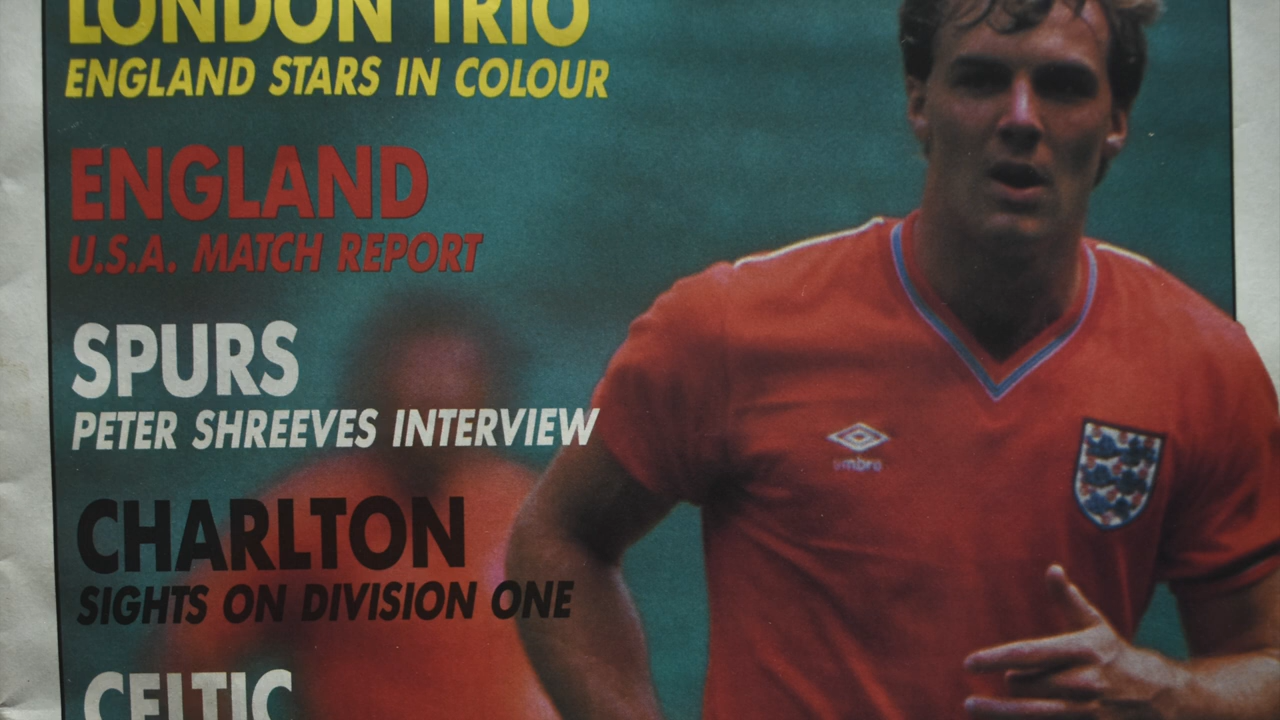 LONDON TRIO
ENGLAND STARS IN COLOUR
ENGLAND
U.S.A. MATCH REPORT
SPURS
PETER SHREEVES INTERVIEW
umbro
CHARLTON
SIGHTS ON DIVISION ONE
CELTIC